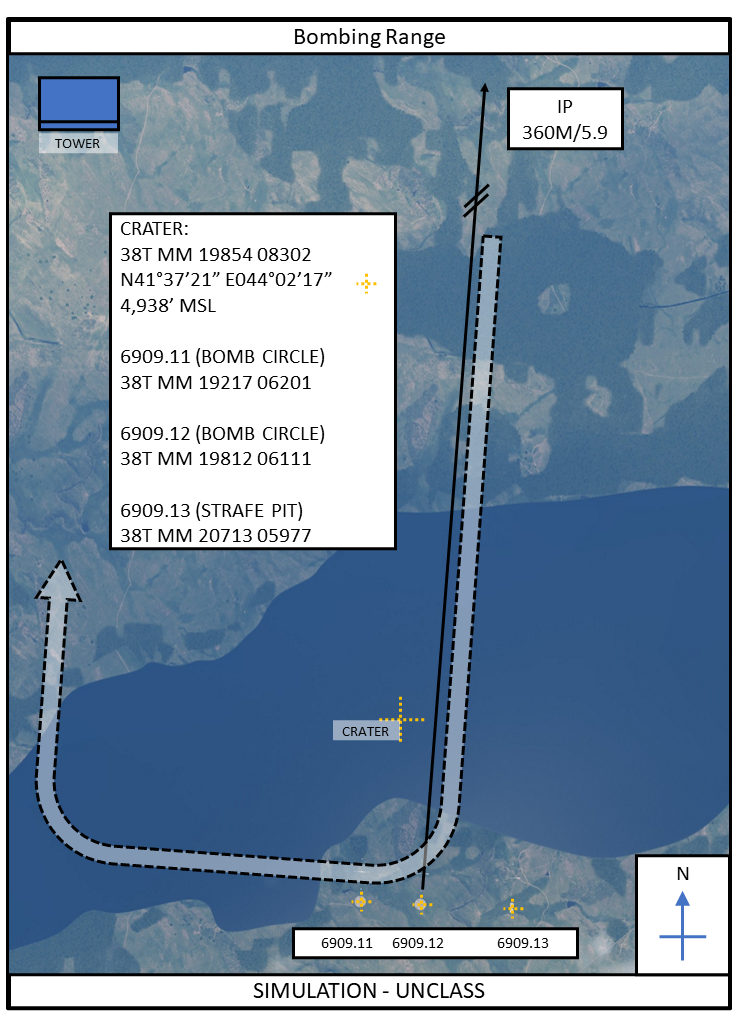 Bombing Range
TOWER
IP
360M/5.9
CRATER:
38T MM 19854 08302
N41°37’21” E044°02’17”
4,938’ MSL
6909.11 (BOMB CIRCLE)
38T MM 19217 06201
6909.12 (BOMB CIRCLE)
38T MM 19812 06111
6909.13 (STRAFE PIT)
38T MM 20713 05977
CRATER
N
6909.11 6909.12 6909.13
SIMULATION - UNCLASS